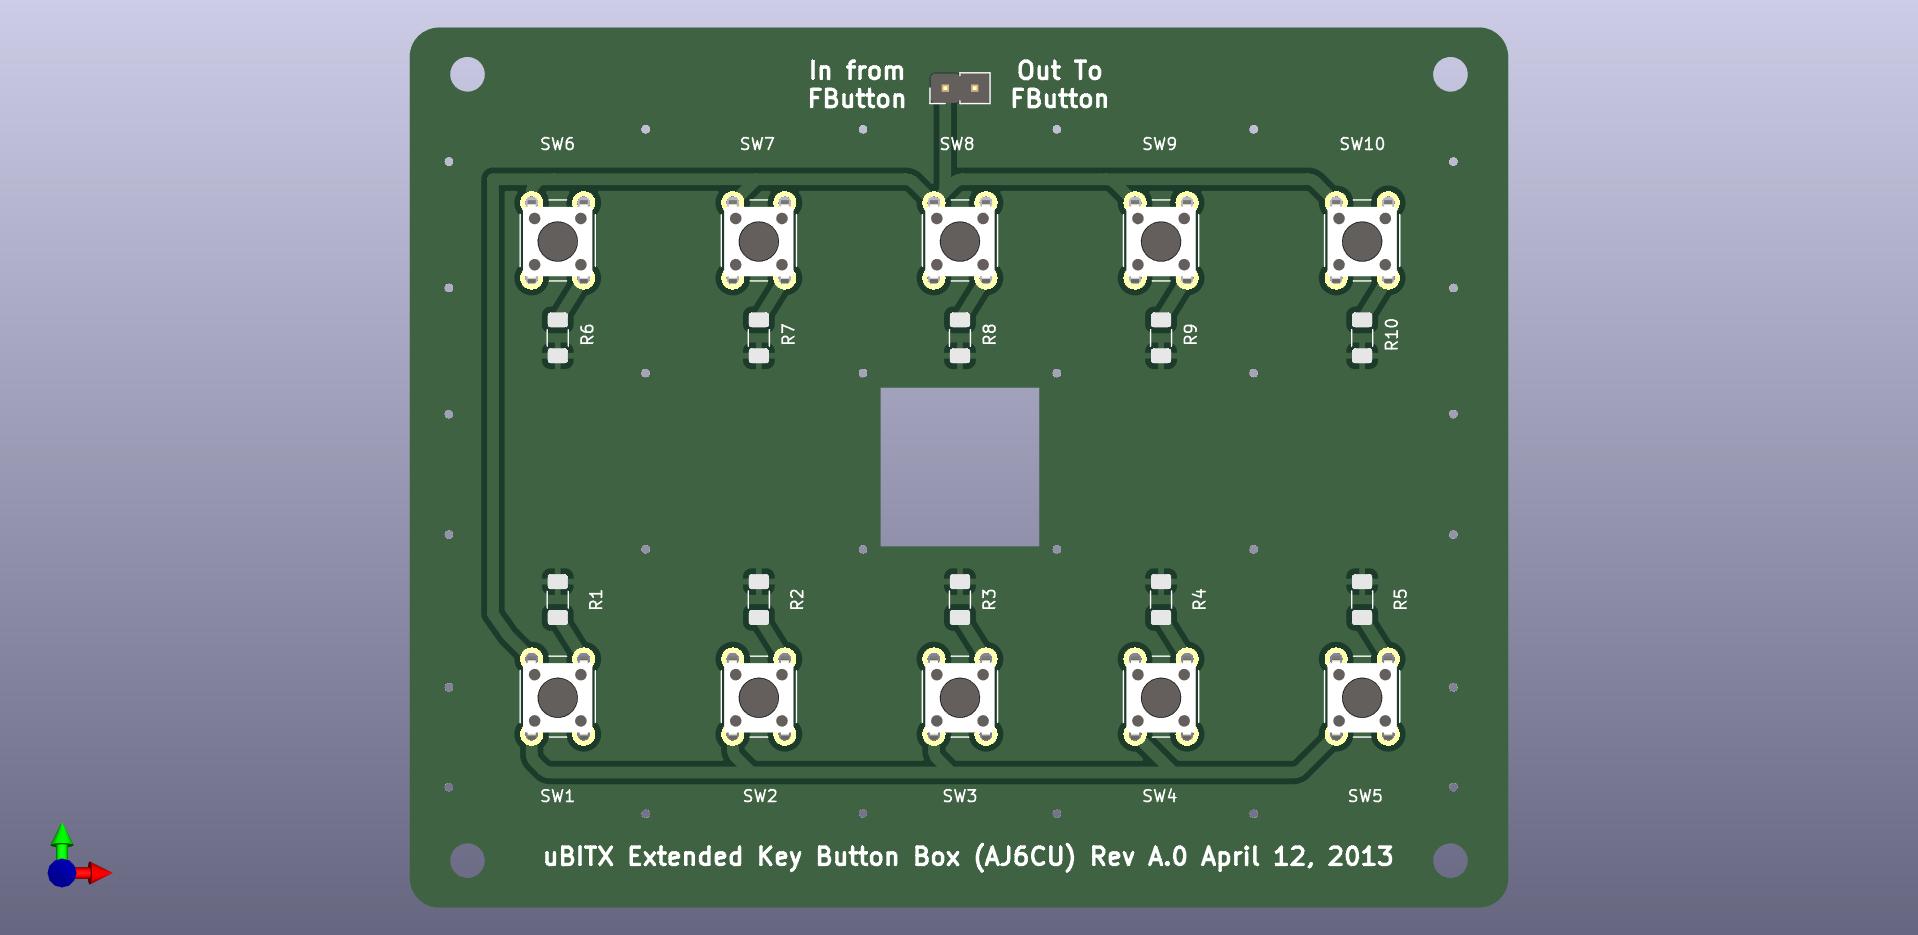 In from
FButton
Out To
FButton
SW6
SW7
SW8
SW9
SW10
R6
R7
R8
R9
R10
R1
R2
R3
R4
R5
SW1
SW2
SW3
SW4
SW5
uBITX Extended Key Button Box (AJ6CU) Rev A.0 April 12, 2013